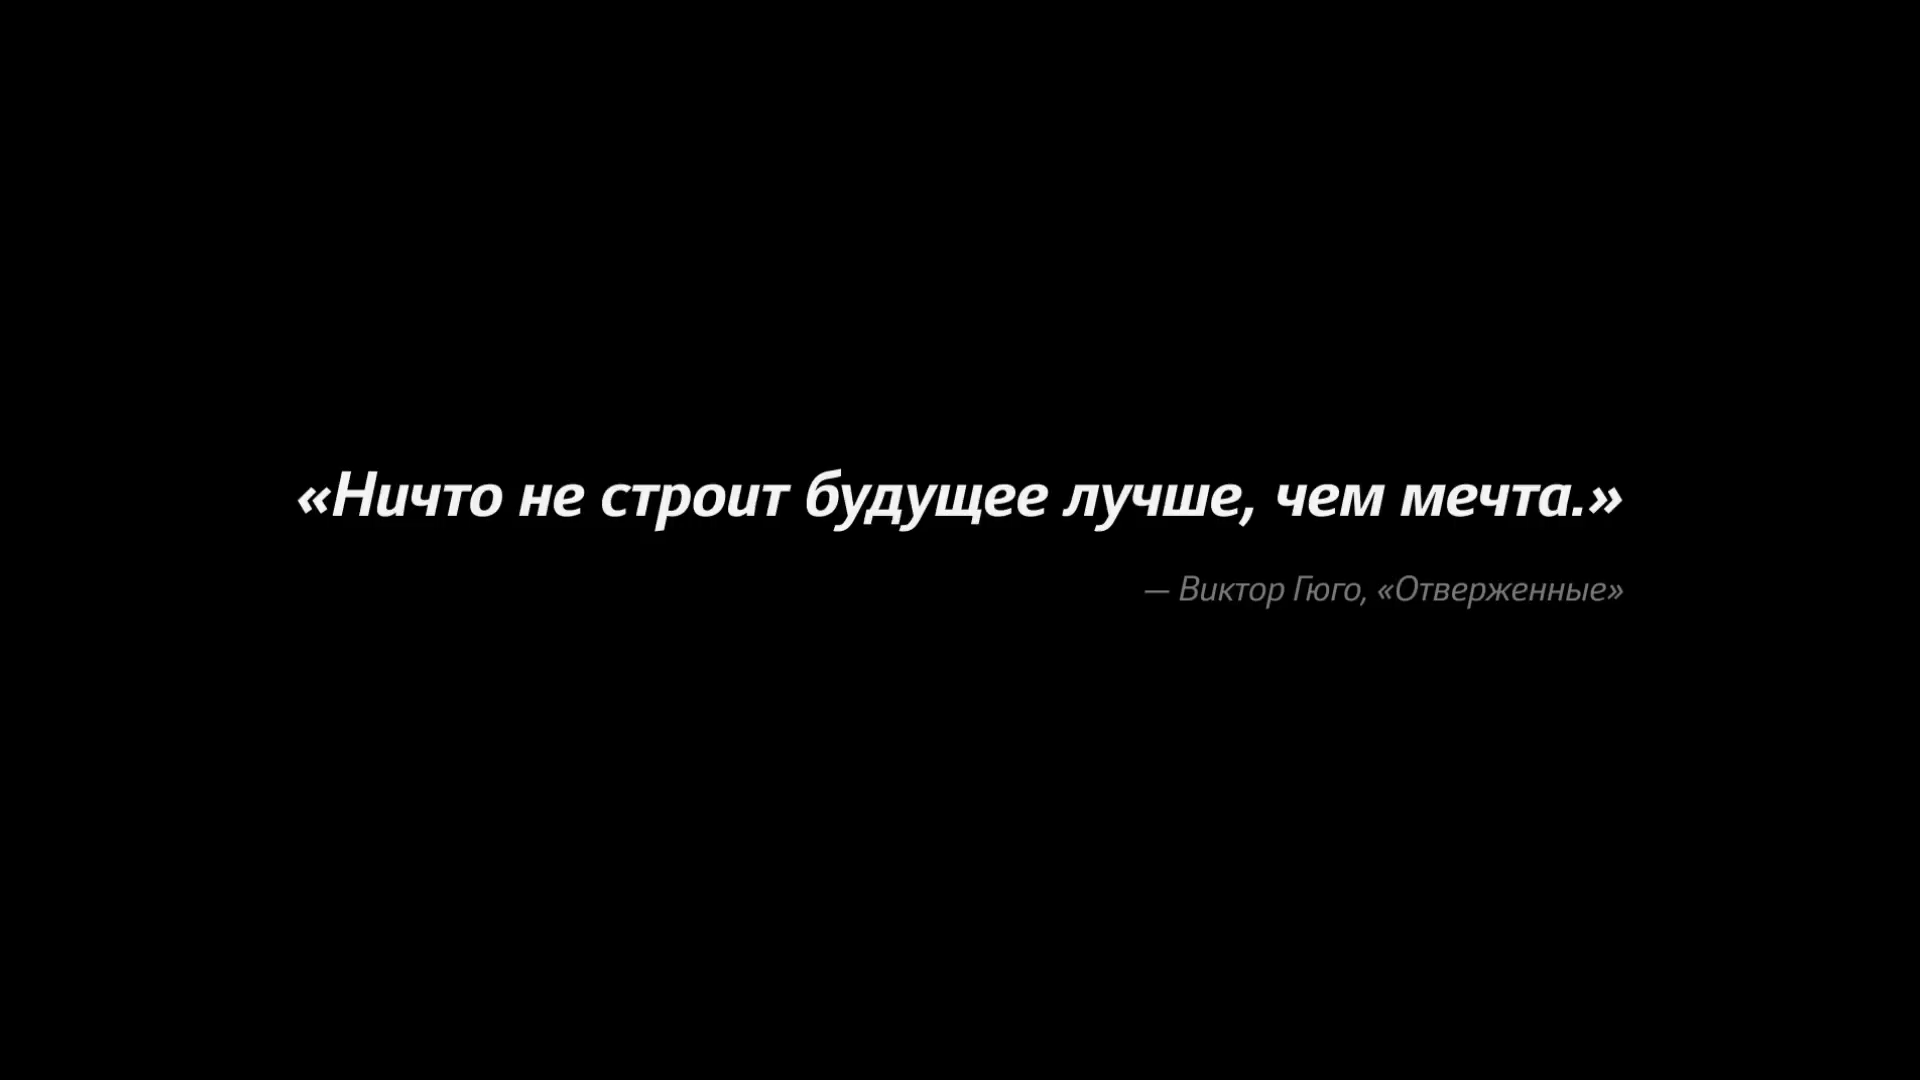 «Ничто не строит будущее лучше, чем мечта.»
— Виктор Гюго, «Отверженные»